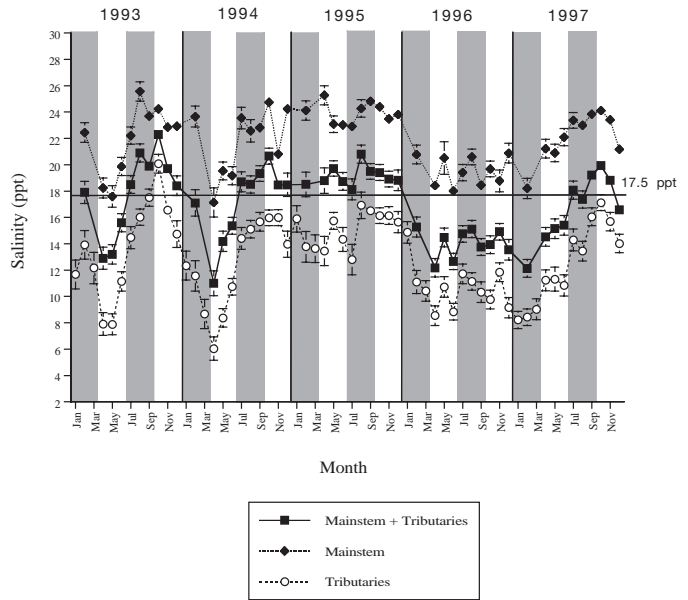 1993 1994 1995 1996 1997
30
28
26
24
22
20
18
16
14
12
10
8
6
4
2
Salinity (ppt)
17.5 ppt
Jan Mar May Jul Sep Nov Jan Mar May Jul Sep Nov Jan Mar May Jul Sep Nov Jan Mar May Jul Sep Nov Jan Mar May Jul Sep Nov
Month
Mainstem + Tributaries
Mainstem
Tributaries